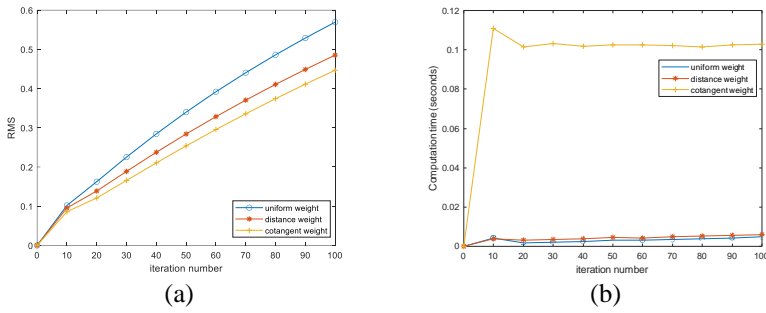 0.6
0.5
0.4
0.3
0.2
0.1
0
RMS
uniform weight
distance weight
cotangent weight
0 10 20 30 40 50 60 70 80 90 100
iteration number
(a)
0.12
0.1
0.08
0.06
0.04
0.02
0
Computation time (seconds)
uniform weight
distance weight
cotangent weight
0 10 20 30 40 50 60 70 80 90 100
iteration number
(b)